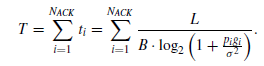 T = \sum_{i=1}^{N_{ACK}} t_i = \sum_{i=1}^{N_{ACK}} \frac{L}{B \cdot \log_2 \left( 1 + \frac{p_i g_i}{\sigma^2} \right)}.